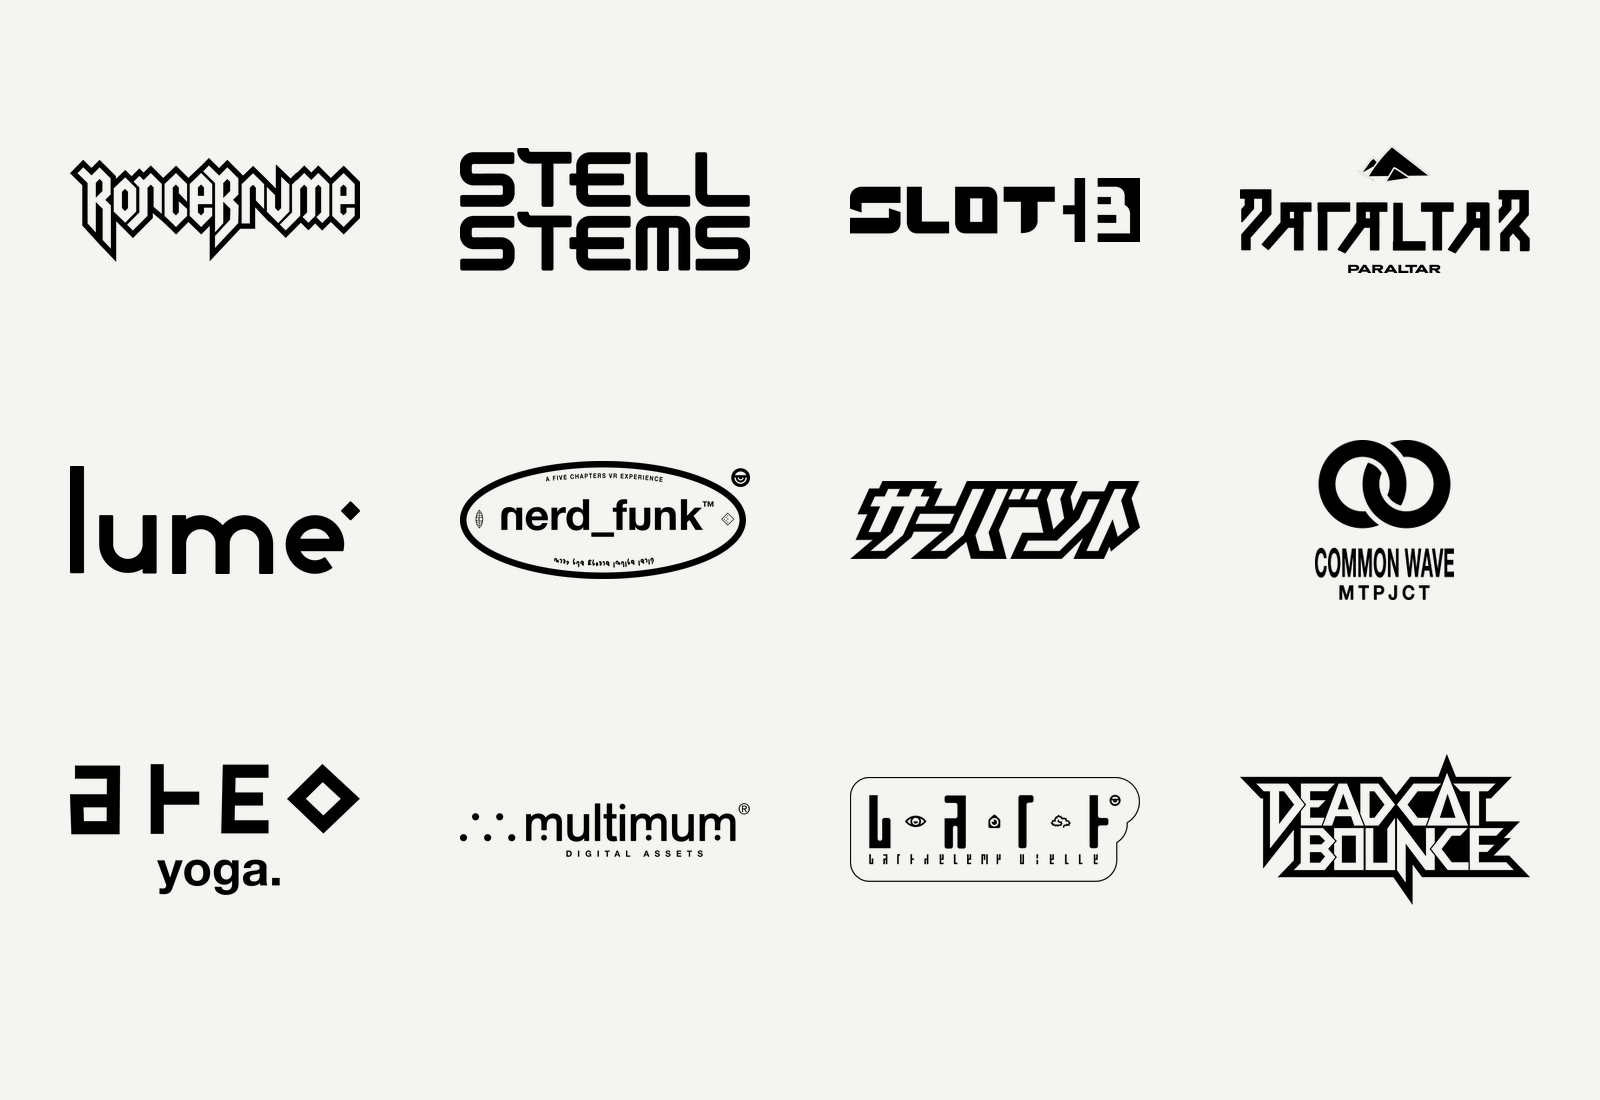 RonceBrume
STELL
STEMS
SLOT B
PARALTAR
PARALTAR
lume
A FIVE CHAPTERS VR EXPERIENCE
nerd_funk™
サーバント
COMMON WAVE
MTPJCT
yoga.
multimum®
DIGITAL ASSETS
DEADCAT
BOUNCE